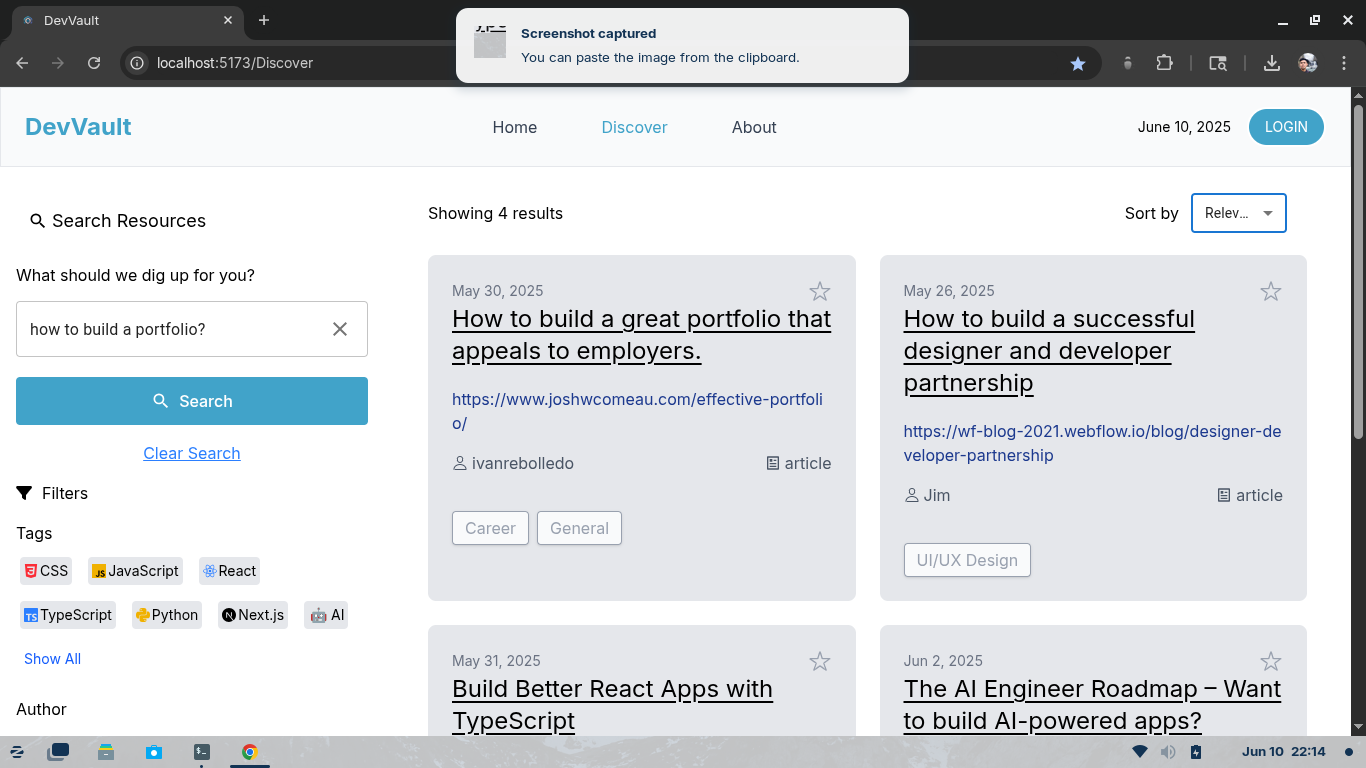 DevVault
Screenshot captured
You can paste the image from the clipboard.
localhost:5173/Discover
DevVault
Home
Discover
About
June 10, 2025
LOGIN
Search Resources
What should we dig up for you?
how to build a portfolio?
Search
Clear Search
Filters
Tags
CSS
JavaScript
React
TypeScript
Python
Next.js
AI
Show All
Author
Showing 4 results
Sort by
Relev...
May 30, 2025
How to build a great portfolio that
appeals to employers.
https://www.joshwcomeau.com/effective-portfoli
o/
ivanrebolledo
article
Career
General
May 26, 2025
How to build a successful
designer and developer
partnership
https://wf-blog-2021.webflow.io/blog/designer-de
veloper-partnership
Jim
article
UI/UX Design
May 31, 2025
Build Better React Apps with
TypeScript
Jun 2, 2025
The AI Engineer Roadmap – Want
to build AI-powered apps?
Jun 10 22:14